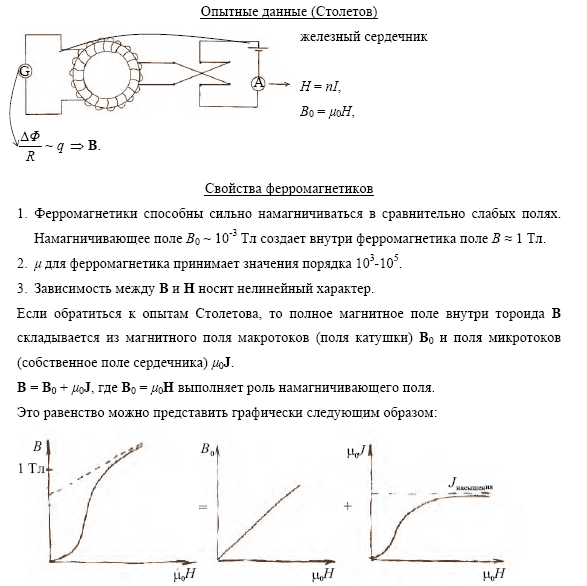 Опытные данные (Столетов)
железный сердечник
G
A
H = nI,
B₀ = μ₀H,
ΔΦ/R ~ q ⇒ B.
Свойства ферромагнетиков
1. Ферромагнетики способны сильно намагничиваться в сравнительно слабых полях.
Намагничивающее поле B₀ ~ 10⁻³ Тл создает внутри ферромагнетика поле B ≈ 1 Тл.
2. μ для ферромагнетика принимает значения порядка 10³-10⁵.
3. Зависимость между B и H носит нелинейный характер.
Если обратиться к опытам Столетова, то полное магнитное поле внутри тороида B
складывается из магнитного поля макротоков (поля катушки) B₀ и поля микротоков
(собственное поле сердечника) μ₀J.
B = B₀ + μ₀J, где B₀ = μ₀H выполняет роль намагничивающего поля.
Это равенство можно представить графически следующим образом:
B
1 Тл
μ₀H
=
B₀
μ₀H
+
μ₀J
Jнасыщения
μ₀H